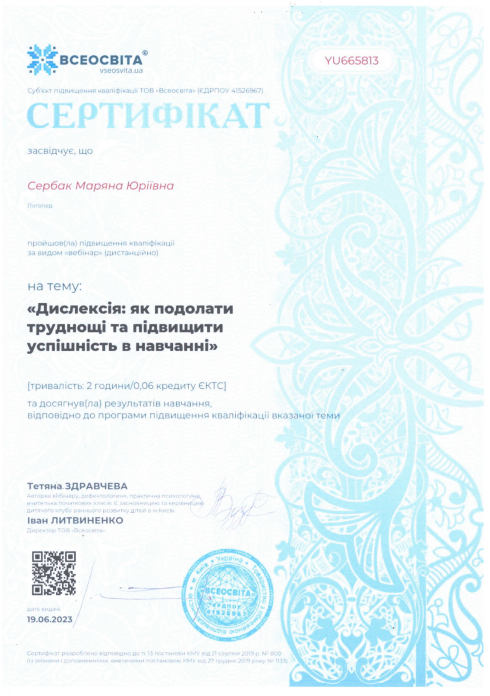 ВСЕОСВІТА©
vseosvita.ua
YU665813
Суб'єкт підвищення кваліфікації ТОВ «Всеосвіта» (ЄДРПОУ 41526967)
СЕРТИФІКАТ
засвідчує, що
Сербак Маряна Юріївна
Логопед
пройшов(ла) підвищення кваліфікації
за видом «вебінар» (дистанційно)
на тему:
«Дислексія: як подолати
труднощі та підвищити
успішність в навчанні»
[тривалість: 2 години/0,06 кредиту ЄКТС]
та досягнув(ла) результатів навчання,
відповідно до програми підвищення кваліфікації вказаної теми
Тетяна ЗДРАВЧЕВА
Авторка вебінару, дефектологиня, практична психологиня,
вчителька початкових класів. Є засновницею та керівницею
дитячого клубу раннього розвитку дітей в м.Києві.
Іван ЛИТВИНЕНКО
Директор ТОВ «Всеосвіта»
ВСЕОСВІТА
Україна
м. Київ
дата видачі
19.06.2023
Сертифікат розроблено відповідно до п. 13 постанови КМУ від 21 серпня 2019 р. № 800
(зі змінами і доповненнями, внесеними постановою КМУ від 27 грудня 2019 року № 1133)